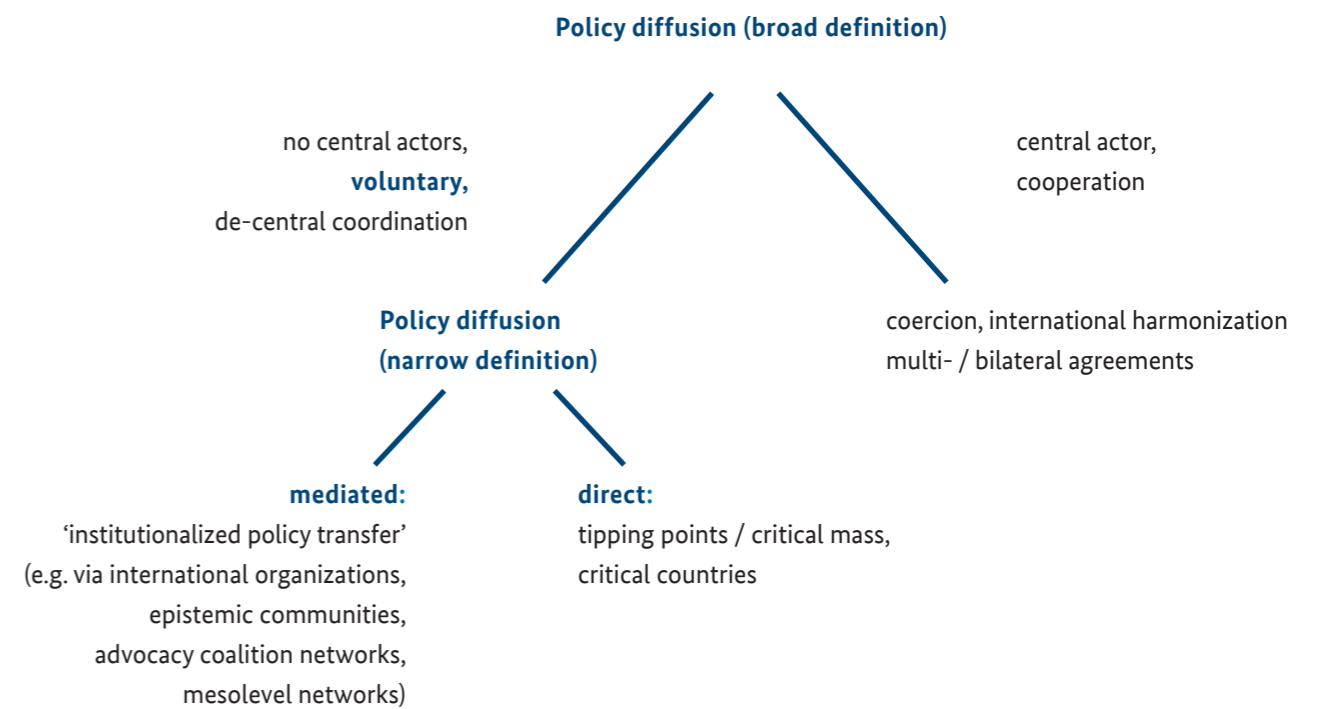 Policy diffusion (broad definition)
no central actors,
voluntary,
de-central coordination
central actor,
cooperation
Policy diffusion
(narrow definition)
coercion, international harmonization
multi- / bilateral agreements
mediated:
‘institutionalized policy transfer’
(e.g. via international organizations,
epistemic communities,
advocacy coalition networks,
mesolevel networks)
direct:
tipping points / critical mass,
critical countries